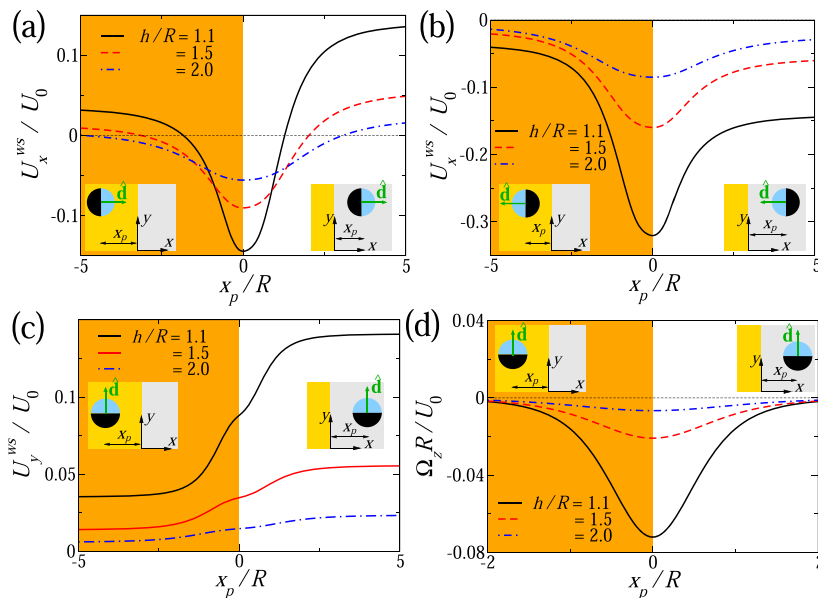 (a)
h/R = 1.1
= 1.5
= 2.0
U_x^{ws} / U_0
0.1
0
-0.1
d̂
x_p
y
x
d̂
y
x_p
x
-5
0
5
x_p/R
(b)
-0
-0.1
-0.2
-0.3
U_x^{ws} / U_0
h/R = 1.1
= 1.5
= 2.0
d̂
y
x_p
x
d̂
y
x_p
x
-5
0
5
x_p/R
(c)
h/R = 1.1
= 1.5
= 2.0
U_y^{ws} / U_0
0.1
0.05
0
d̂
y
x_p
x
d̂
y
x_p
x
-5
0
5
x_p/R
(d)
0.04
0
-0.04
-0.08
Ω_z R / U_0
d̂
y
x_p
x
d̂
y
x_p
x
h/R = 1.1
= 1.5
= 2.0
-2
0
2
x_p/R